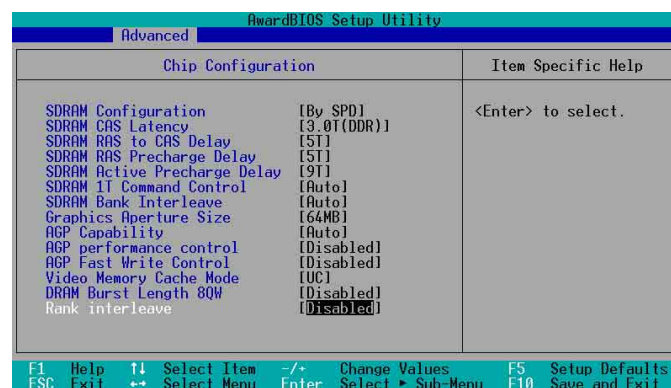 AwardBIOS Setup Utility
Advanced
Chip Configuration
Item Specific Help
SDRAM Configuration [By SPD]
<Enter> to select.
SDRAM CAS Latency [3.0T(DDR)]
SDRAM RAS to CAS Delay [5T]
SDRAM RAS Precharge Delay [5T]
SDRAM Active Precharge Delay [9T]
SDRAM 1T Command Control [Auto]
SDRAM Bank Interleave [Auto]
Graphics Aperture Size [64MB]
AGP Capability [Auto]
AGP performance control [Disabled]
AGP Fast Write Control [Disabled]
Video Memory Cache Mode [UC]
DRAM Burst Length 8QW [Disabled]
Rank interleave [Disabled]
F1 Help ↑↓ Select Item -/+ Change Values F5 Setup Defaults
ESC Exit ↔ Select Menu Enter Select ► Sub-Menu F10 Save and Exit